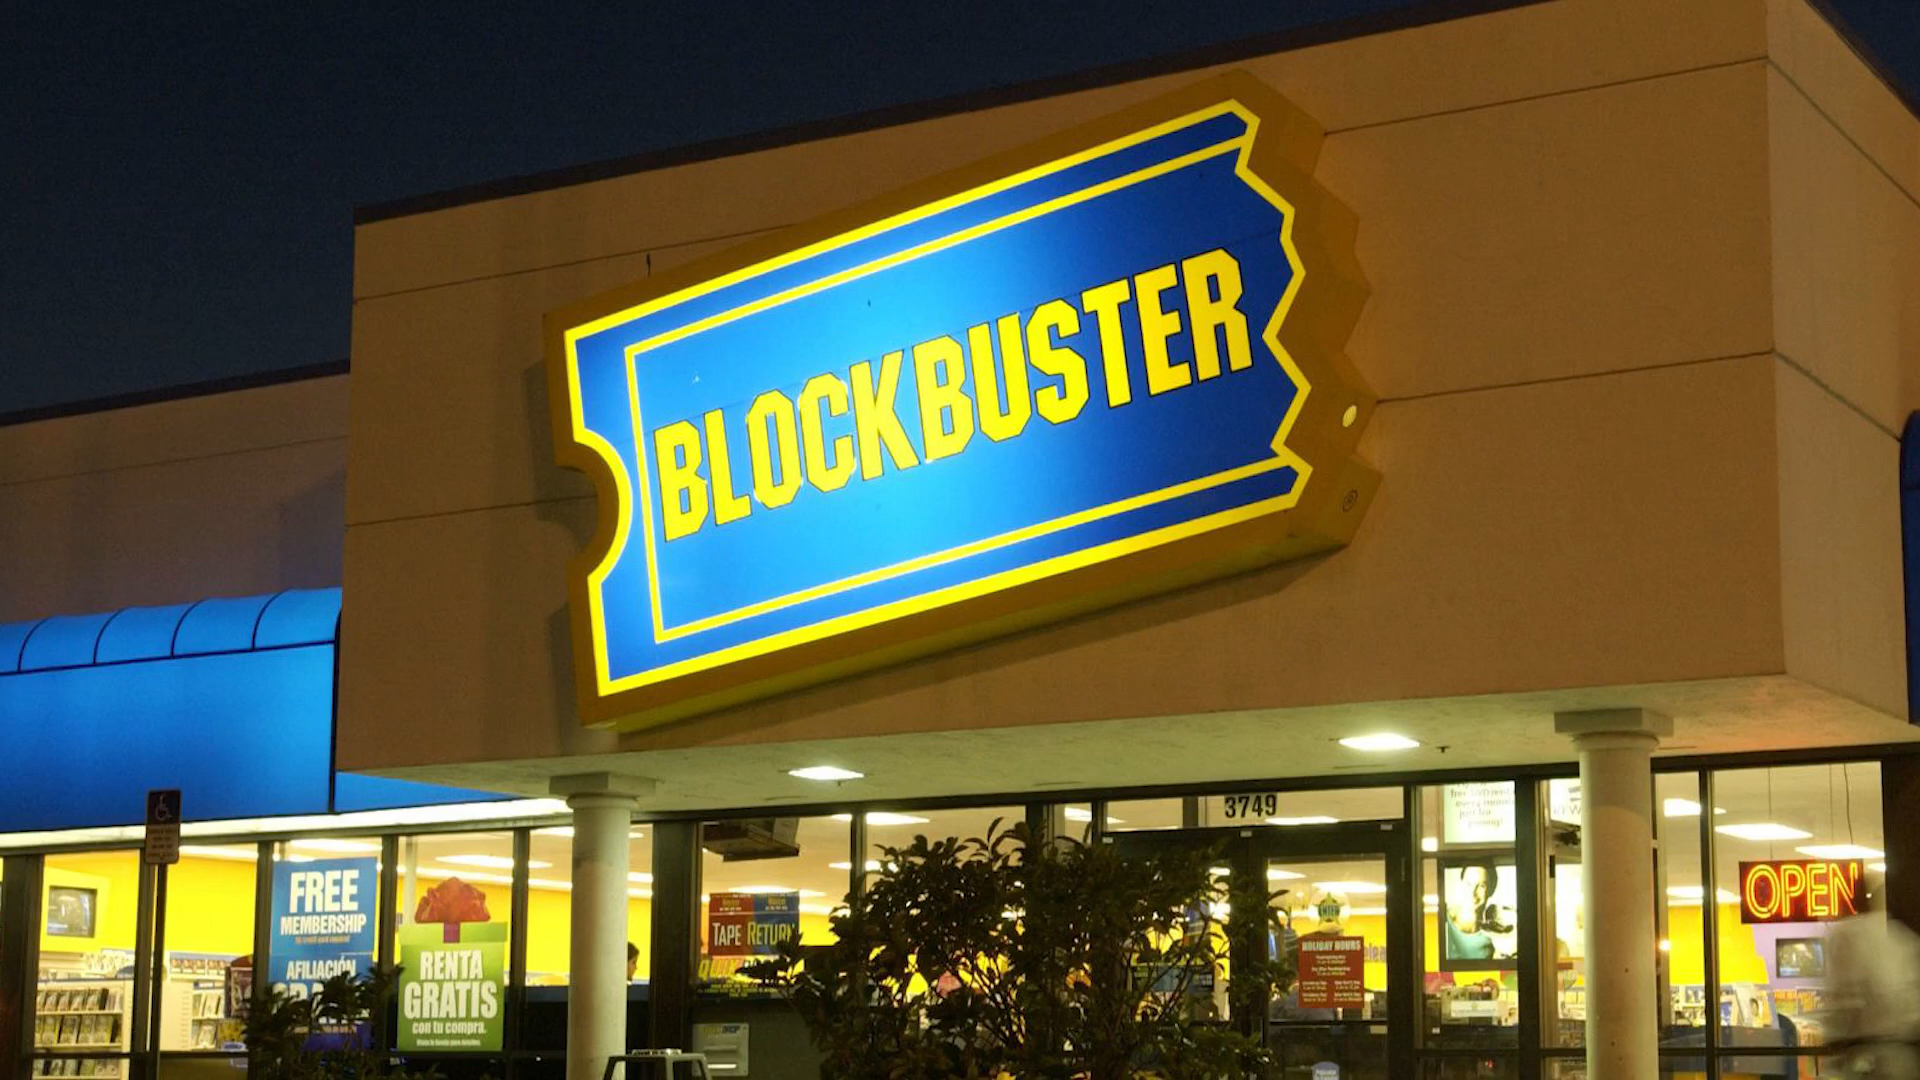 BLOCKBUSTER
3749
OPEN
FREE
MEMBERSHIP
AFILIACIÓN
RENTA
GRATIS
con tu compra.
TAPE RETURN
HOLIDAY HOURS